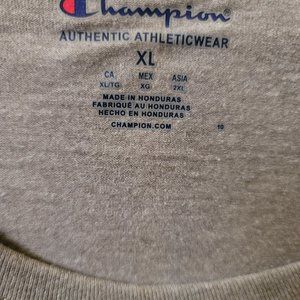 Champion
AUTHENTIC ATHLETICWEAR
XL
CA MEX ASIA
XL/TG XG 2XL
MADE IN HONDURAS
FABRIQUÉ AU HONDURAS
HECHO EN HONDURAS
CHAMPION.COM 10